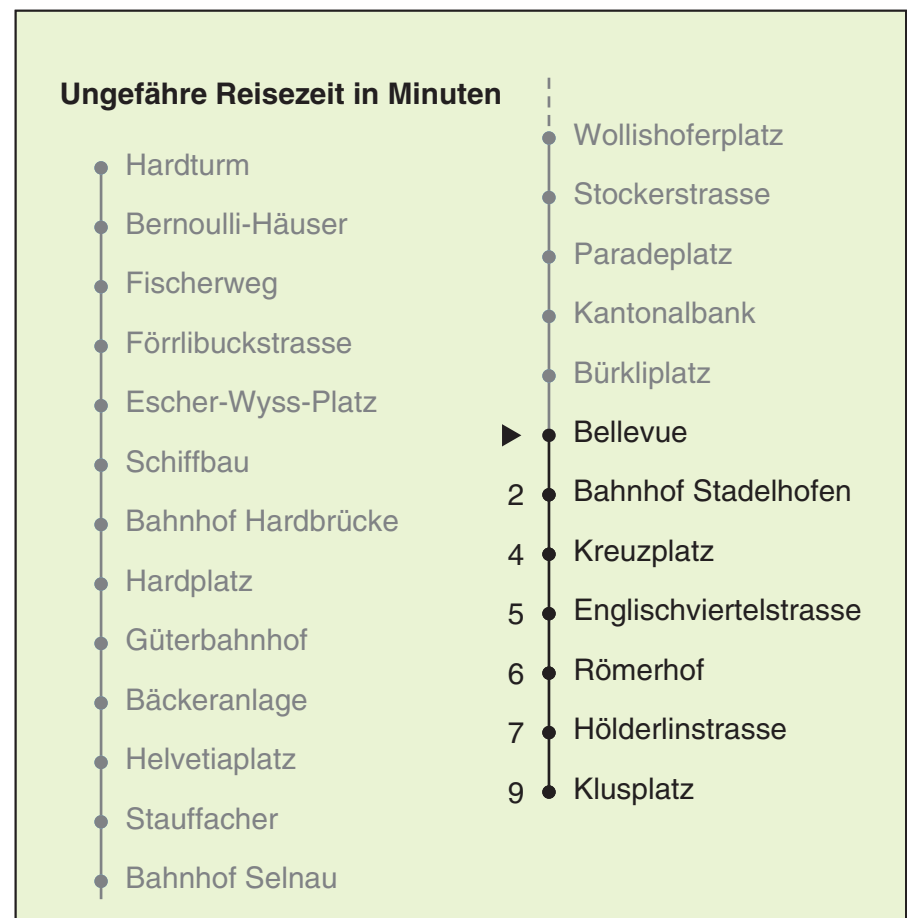 Ungefähre Reisezeit in Minuten
Hardturm
Bernoulli-Häuser
Fischerweg
Förrlibuckstrasse
Escher-Wyss-Platz
Schiffbau
Bahnhof Hardbrücke
Hardplatz
Güterbahnhof
Bäckeranlage
Helvetiaplatz
Stauffacher
Bahnhof Selnau
Wollishoferplatz
Stockerstrasse
Paradeplatz
Kantonalbank
Bürkliplatz
Bellevue
2 Bahnhof Stadelhofen
4 Kreuzplatz
5 Englischviertelstrasse
6 Römerhof
7 Hölderlinstrasse
9 Klusplatz